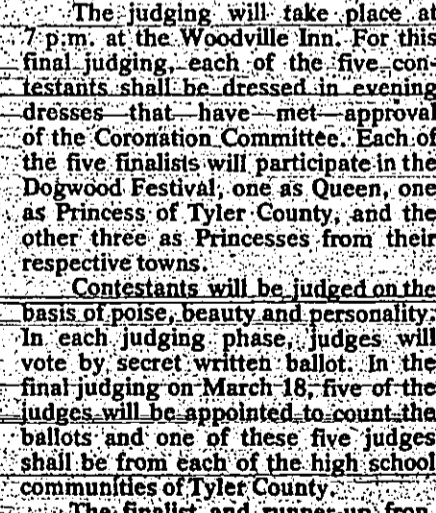 The judging will take place at
7 p.m. at the Woodville Inn. For this
final judging, each of the five con-
testants shall be dressed in evening
dresses that have met approval
of the Coronation Committee. Each of
the five finalists will participate in the
Dogwood Festival, one as Queen, one
as Princess of Tyler County, and the
other three as Princesses from their
respective towns.
Contestants will be judged on the
basis of poise, beauty and personality.
In each judging phase, judges will
vote by secret written ballot. In the
final judging on March 18, five of the
judges will be appointed to count the
ballots and one of these five judges
shall be from each of the high school
communities of Tyler County.
The finalist and runner-up from